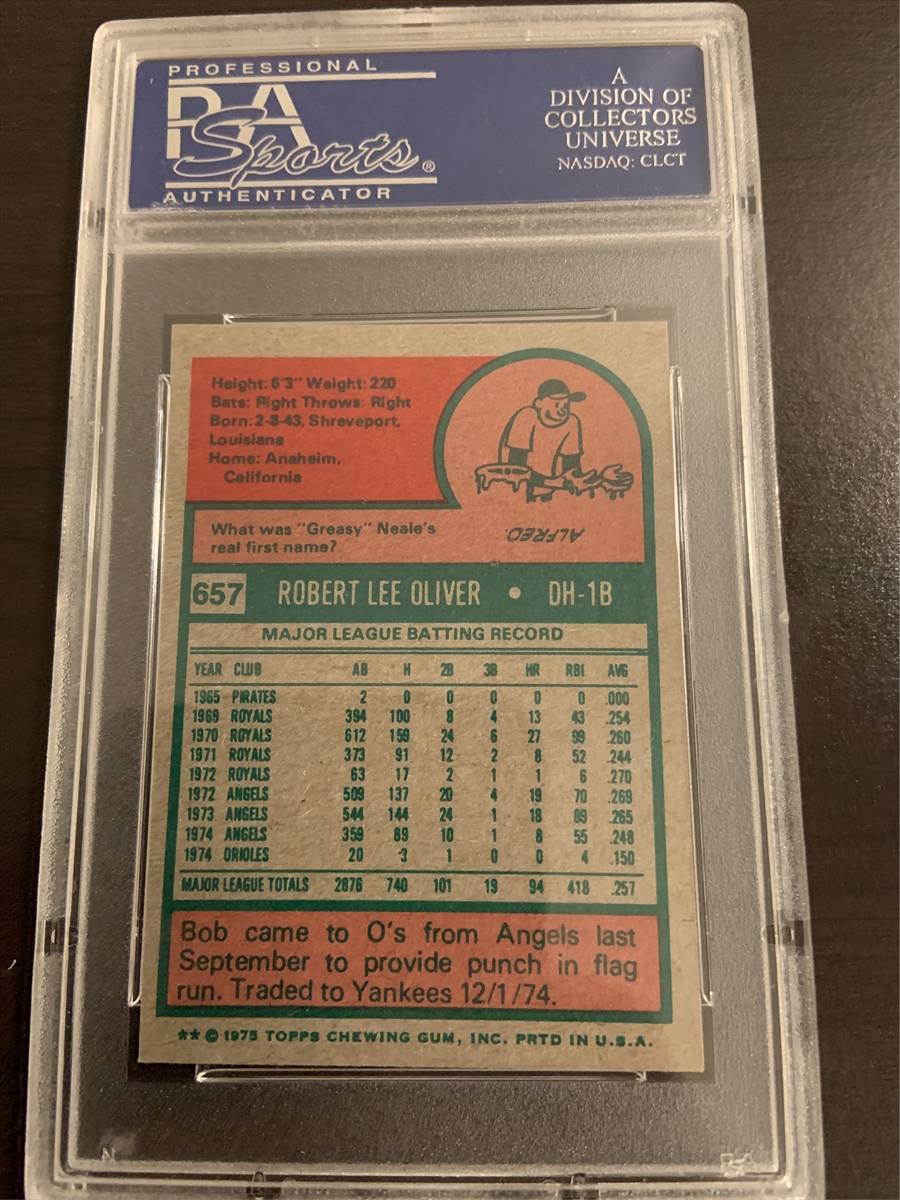 PROFESSIONAL
PSA
Sports®
AUTHENTICATOR
A
DIVISION OF
COLLECTORS
UNIVERSE
NASDAQ: CLCT
Height: 6'3" Weight: 220
Bats: Right Throws: Right
Born: 2-8-43, Shreveport,
Louisiana
Home: Anaheim,
California
What was "Greasy" Neale's
real first name?
ALFRED.
657 ROBERT LEE OLIVER • DH-1B
MAJOR LEAGUE BATTING RECORD
YEAR CLUB AB H 2B 3B HR RBI AVG
1965 PIRATES 2 0 0 0 0 0 .000
1969 ROYALS 394 100 8 4 13 43 .254
1970 ROYALS 612 159 24 6 27 99 .260
1971 ROYALS 373 91 12 2 8 52 .244
1972 ROYALS 63 17 2 1 1 6 .270
1972 ANGELS 509 137 20 4 19 70 .269
1973 ANGELS 544 144 24 1 18 89 .265
1974 ANGELS 359 89 10 1 8 55 .248
1974 ORIOLES 20 3 1 0 0 4 .150
MAJOR LEAGUE TOTALS 2876 740 101 19 94 418 .257
Bob came to O's from Angels last
September to provide punch in flag
run. Traded to Yankees 12/1/74.
** © 1975 TOPPS CHEWING GUM, INC. PRTD IN U.S.A.